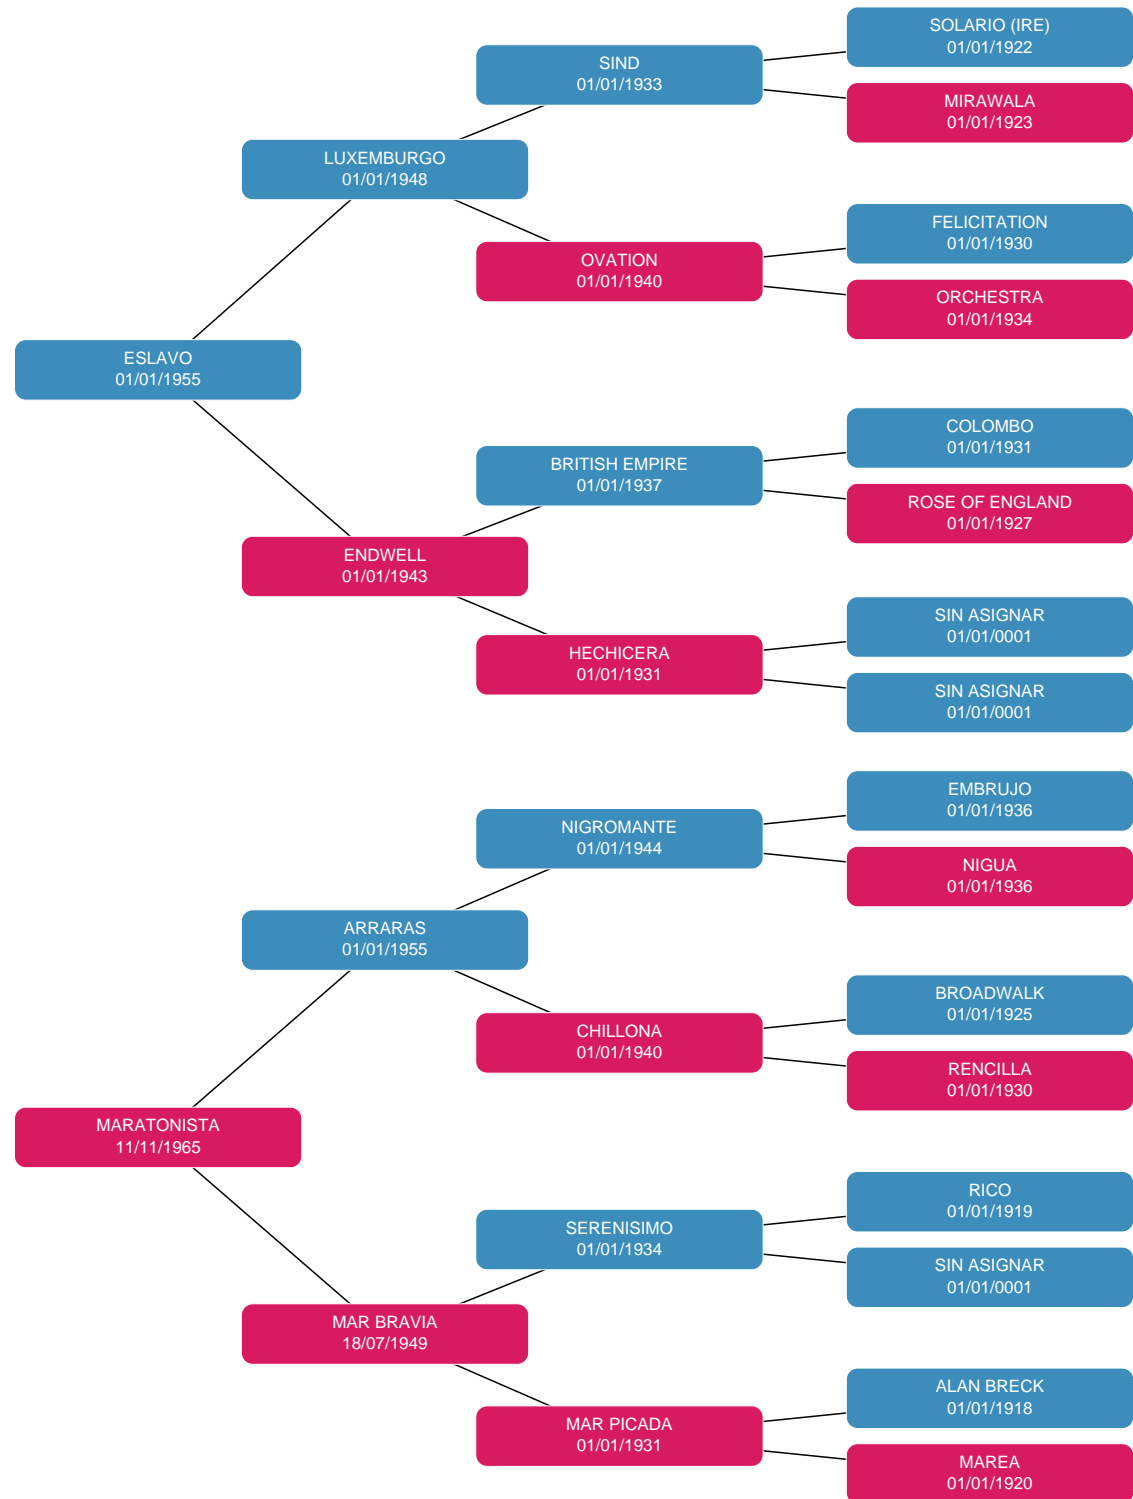 SOLARIO (IRE)
01/01/1922
SIND
01/01/1933
MIRAWALA
01/01/1923
LUXEMBURGO
01/01/1948
FELICITATION
01/01/1930
OVATION
01/01/1940
ORCHESTRA
01/01/1934
ESLAVO
01/01/1955
COLOMBO
01/01/1931
BRITISH EMPIRE
01/01/1937
ROSE OF ENGLAND
01/01/1927
ENDWELL
01/01/1943
SIN ASIGNAR
01/01/0001
HECHICERA
01/01/1931
SIN ASIGNAR
01/01/0001
EMBRUJO
01/01/1936
NIGROMANTE
01/01/1944
NIGUA
01/01/1936
ARRARAS
01/01/1955
BROADWALK
01/01/1925
CHILLONA
01/01/1940
RENCILLA
01/01/1930
MARATONISTA
11/11/1965
RICO
01/01/1919
SERENISIMO
01/01/1934
SIN ASIGNAR
01/01/0001
MAR BRAVIA
18/07/1949
ALAN BRECK
01/01/1918
MAR PICADA
01/01/1931
MAREA
01/01/1920